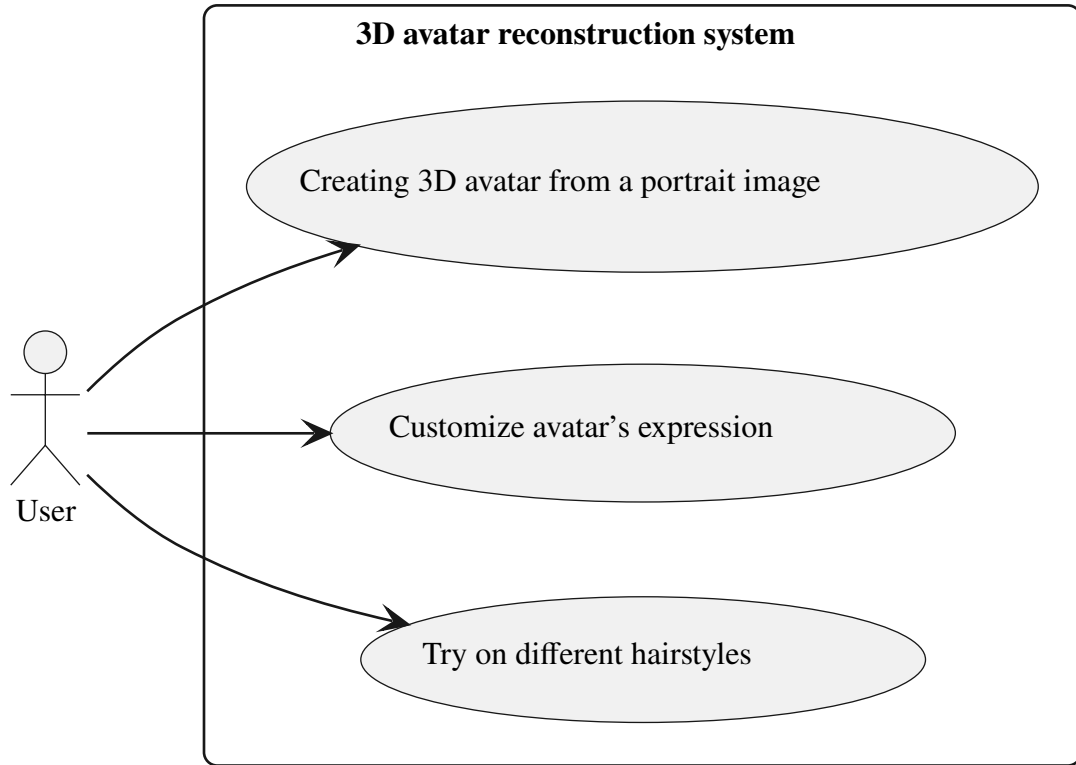 3D avatar reconstruction system
Creating 3D avatar from a portrait image
Customize avatar's expression
User
Try on different hairstyles